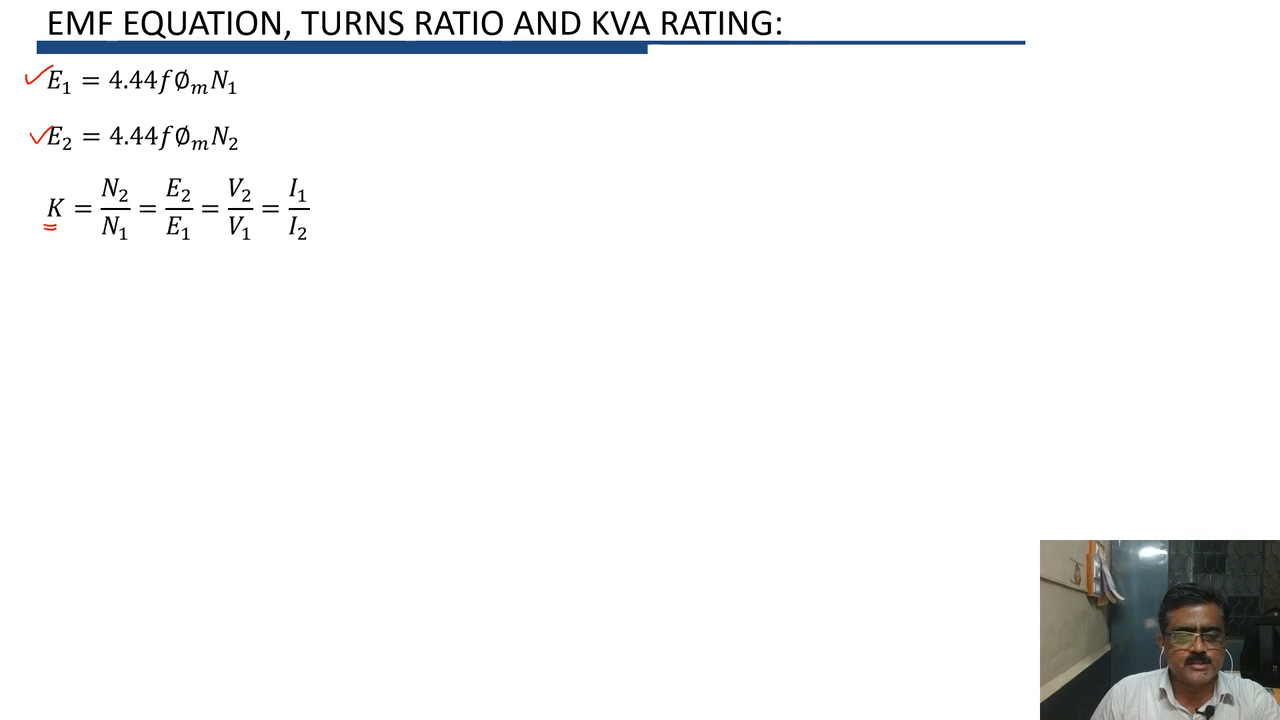 EMF EQUATION, TURNS RATIO AND KVA RATING:
E₁ = 4.44f∅ₘN₁
E₂ = 4.44f∅ₘN₂
K = N₂/N₁ = E₂/E₁ = V₂/V₁ = I₁/I₂